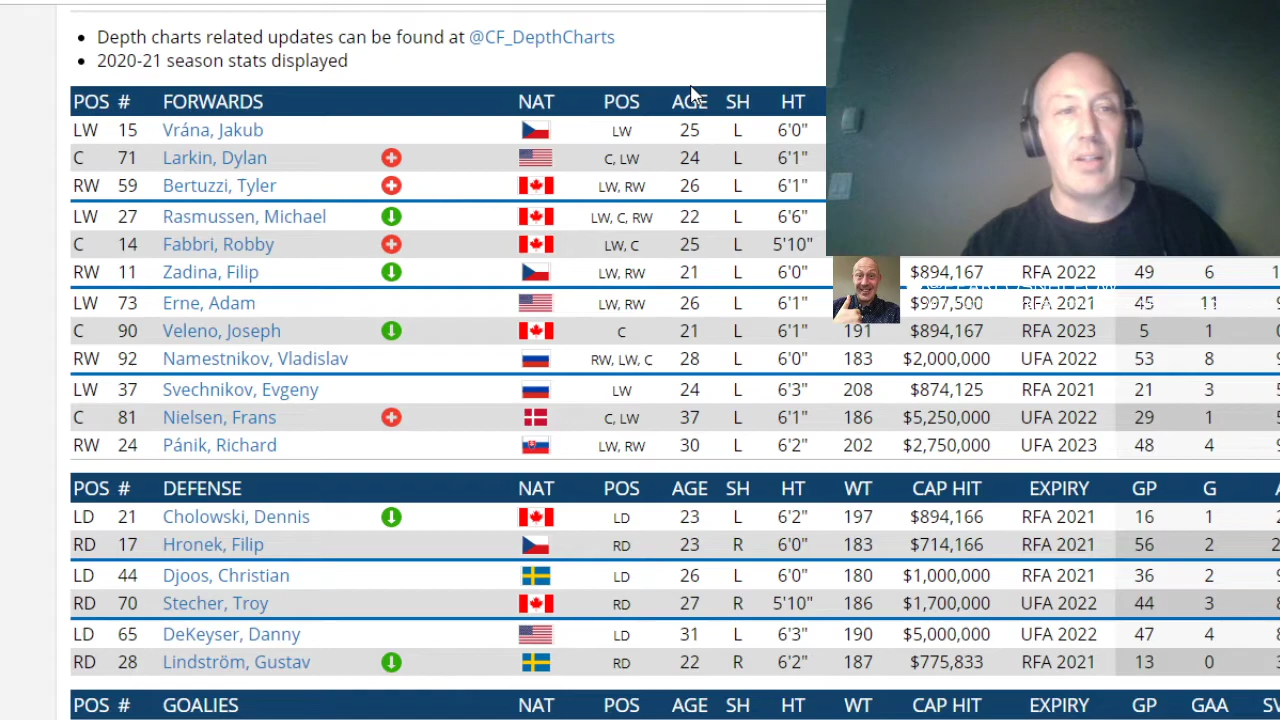 Depth charts related updates can be found at @CF_DepthCharts
2020-21 season stats displayed
POS # FORWARDS NAT POS AGE SH HT
LW 15 Vrána, Jakub LW 25 L 6'0"
C 71 Larkin, Dylan C, LW 24 L 6'1"
RW 59 Bertuzzi, Tyler LW, RW 26 L 6'1"
LW 27 Rasmussen, Michael LW, C, RW 22 L 6'6"
C 14 Fabbri, Robby LW, C 25 L 5'10"
RW 11 Zadina, Filip LW, RW 21 L 6'0" $894,167 RFA 2022 49 6
LW 73 Erne, Adam LW, RW 26 L 6'1" $997,500 RFA 2021 45 11
C 90 Veleno, Joseph C 21 L 6'1" 191 $894,167 RFA 2023 5 1
RW 92 Namestnikov, Vladislav RW, LW, C 28 L 6'0" 183 $2,000,000 UFA 2022 53 8
LW 37 Svechnikov, Evgeny LW 24 L 6'3" 208 $874,125 RFA 2021 21 3
C 81 Nielsen, Frans C, LW 37 L 6'1" 186 $5,250,000 UFA 2022 29 1
RW 24 Pánik, Richard LW, RW 30 L 6'2" 202 $2,750,000 UFA 2023 48 4
POS # DEFENSE NAT POS AGE SH HT WT CAP HIT EXPIRY GP G
LD 21 Cholowski, Dennis LD 23 L 6'2" 197 $894,166 RFA 2021 16 1
RD 17 Hronek, Filip RD 23 R 6'0" 183 $714,166 RFA 2021 56 2
LD 44 Djoos, Christian LD 26 L 6'0" 180 $1,000,000 RFA 2021 36 2
RD 70 Stecher, Troy RD 27 R 5'10" 186 $1,700,000 UFA 2022 44 3
LD 65 DeKeyser, Danny LD 31 L 6'3" 190 $5,000,000 UFA 2022 47 4
RD 28 Lindström, Gustav RD 22 R 6'2" 187 $775,833 RFA 2021 13 0
POS # GOALIES NAT POS AGE SH HT WT CAP HIT EXPIRY GP GAA